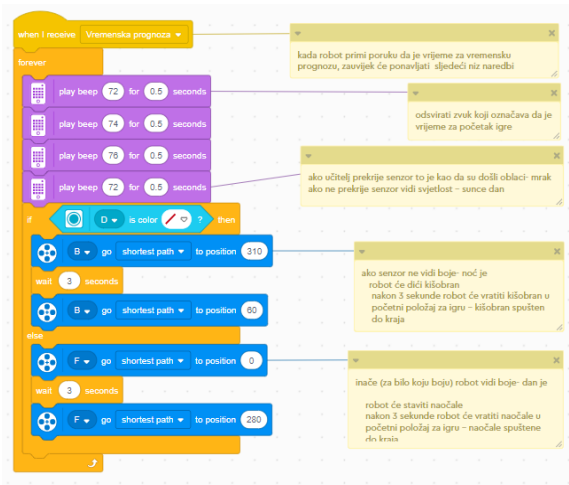 when I receive Vremenska prognoza
kada robot primi poruku da je vrijeme za vremensku
prognozu, zauvijek će ponavljati sljedeći niz naredbi
forever
play beep 72 for 0.5 seconds
odsvirati zvuk koji označava da je
vrijeme za početak igre
play beep 74 for 0.5 seconds
play beep 76 for 0.5 seconds
play beep 72 for 0.5 seconds
ako učitelj prekrije senzor to je kao da su došli oblaci- mrak
ako ne prekrije senzor vidi svjetlost – sunce dan
if D is color ? then
B go shortest path to position 310
wait 3 seconds
B go shortest path to position 60
ako senzor ne vidi boje- noć je
robot će dići kišobran
nakon 3 sekunde robot će vratiti kišobran u
početni položaj za igru – kišobran spušten
do kraja
else
F go shortest path to position 0
wait 3 seconds
F go shortest path to position 280
inače (za bilo koju boju) robot vidi boje- dan je
robot će staviti naočale
nakon 3 sekunde robot će vratiti naočale u
početni položaj za igru – naočale spuštene
do kraja